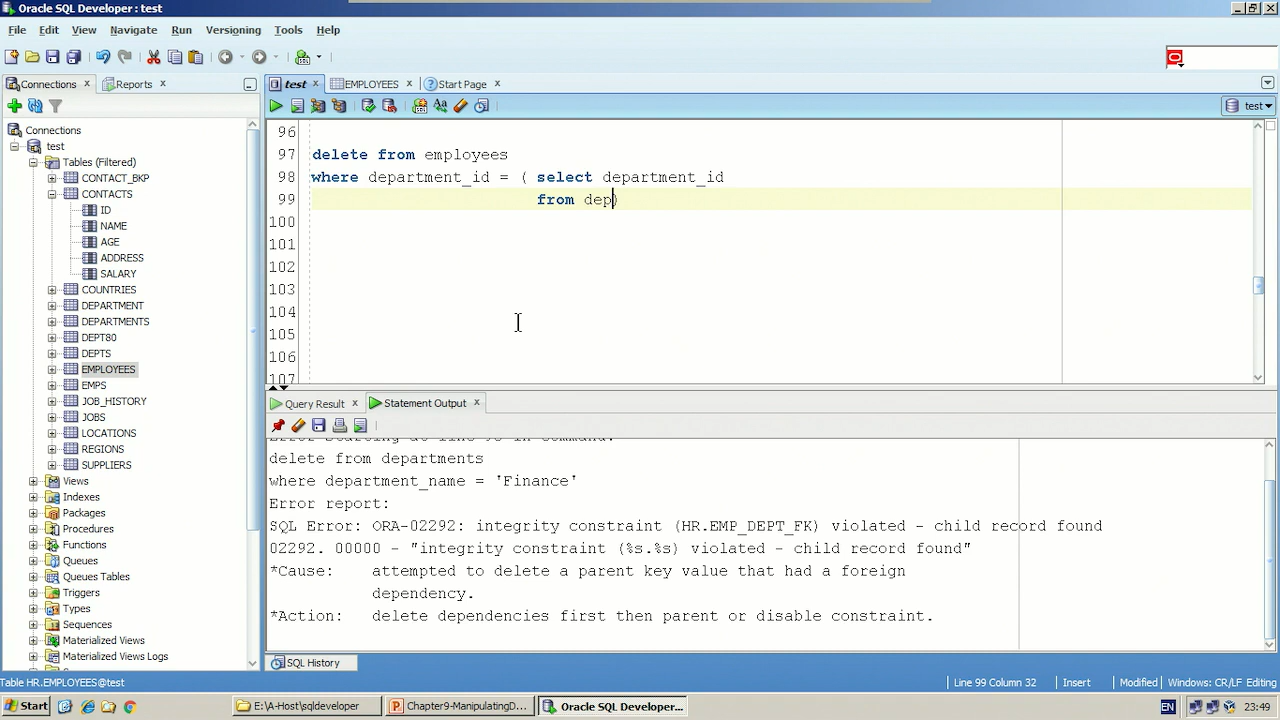 Oracle SQL Developer : test
File Edit View Navigate Run Versioning Tools Help
Connections Reports
test EMPLOYEES Start Page
test
Connections
test
Tables (Filtered)
CONTACT_BKP
CONTACTS
ID
NAME
AGE
ADDRESS
SALARY
COUNTRIES
DEPARTMENT
DEPARTMENTS
DEPT80
DEPTS
EMPLOYEES
EMPS
JOB_HISTORY
JOBS
LOCATIONS
REGIONS
SUPPLIERS
Views
Indexes
Packages
Procedures
Functions
Queues
Queues Tables
Triggers
Types
Sequences
Materialized Views
Materialized Views Logs
96
97 delete from employees
98 where department_id = ( select department_id
99 from dep)
100
101
102
103
104
105
106
107
Query Result Statement Output
delete from departments
where department_name = 'Finance'
Error report:
SQL Error: ORA-02292: integrity constraint (HR.EMP_DEPT_FK) violated - child record found
02292. 00000 - "integrity constraint (%s.%s) violated - child record found"
*Cause: attempted to delete a parent key value that had a foreign
dependency.
*Action: delete dependencies first then parent or disable constraint.
SQL History
Table HR.EMPLOYEES@test Line 99 Column 32 Insert Modified Windows: CR/LF Editing
Start E:\A-Host\sqldeveloper Chapter9-ManipulatingD... Oracle SQL Developer... EN 23:49